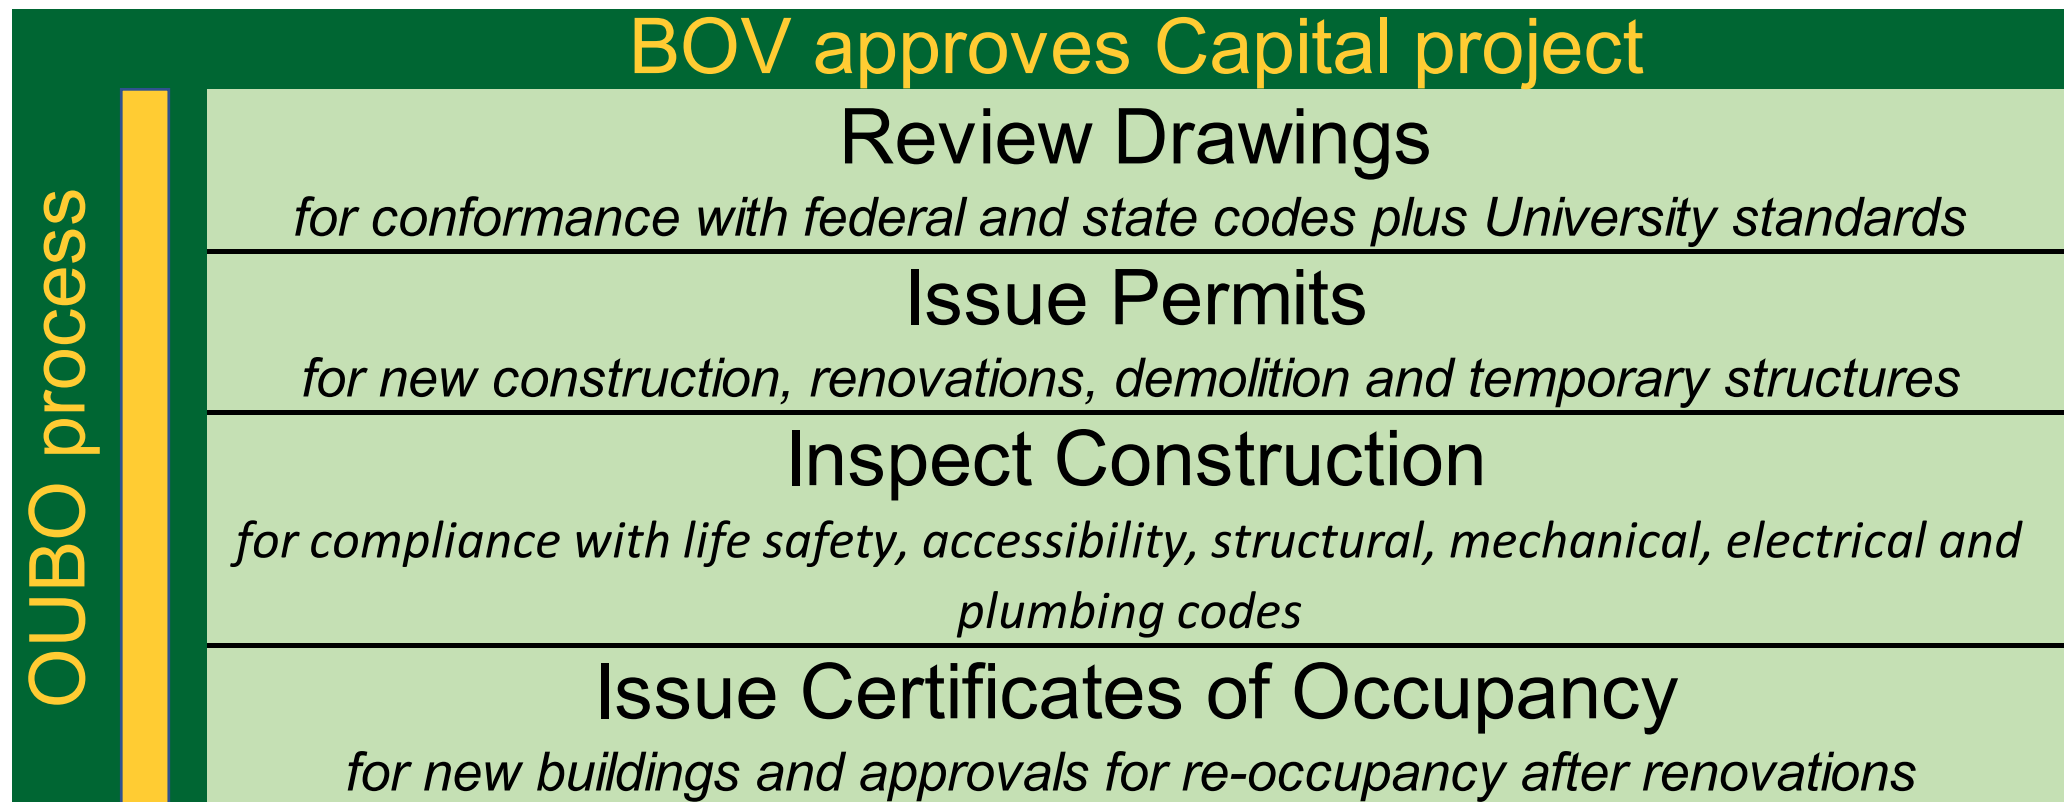 BOV approves Capital project
OUBO process
Review Drawings
for conformance with federal and state codes plus University standards
Issue Permits
for new construction, renovations, demolition and temporary structures
Inspect Construction
for compliance with life safety, accessibility, structural, mechanical, electrical and
plumbing codes
Issue Certificates of Occupancy
for new buildings and approvals for re-occupancy after renovations